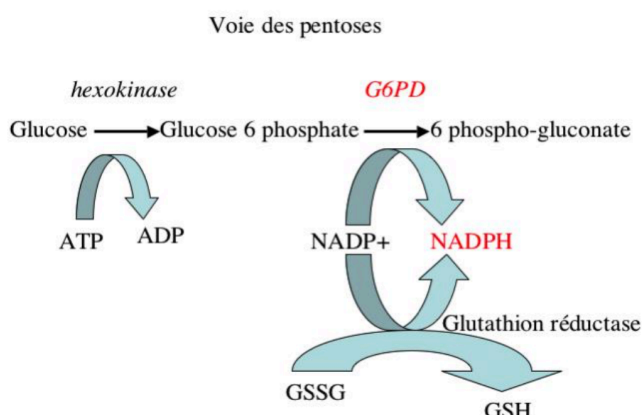 Voie des pentoses
hexokinase G6PD
Glucose Glucose 6 phosphate 6 phospho-gluconate
ATP ADP NADP+ NADPH
Glutathion réductase
GSSG
GSH